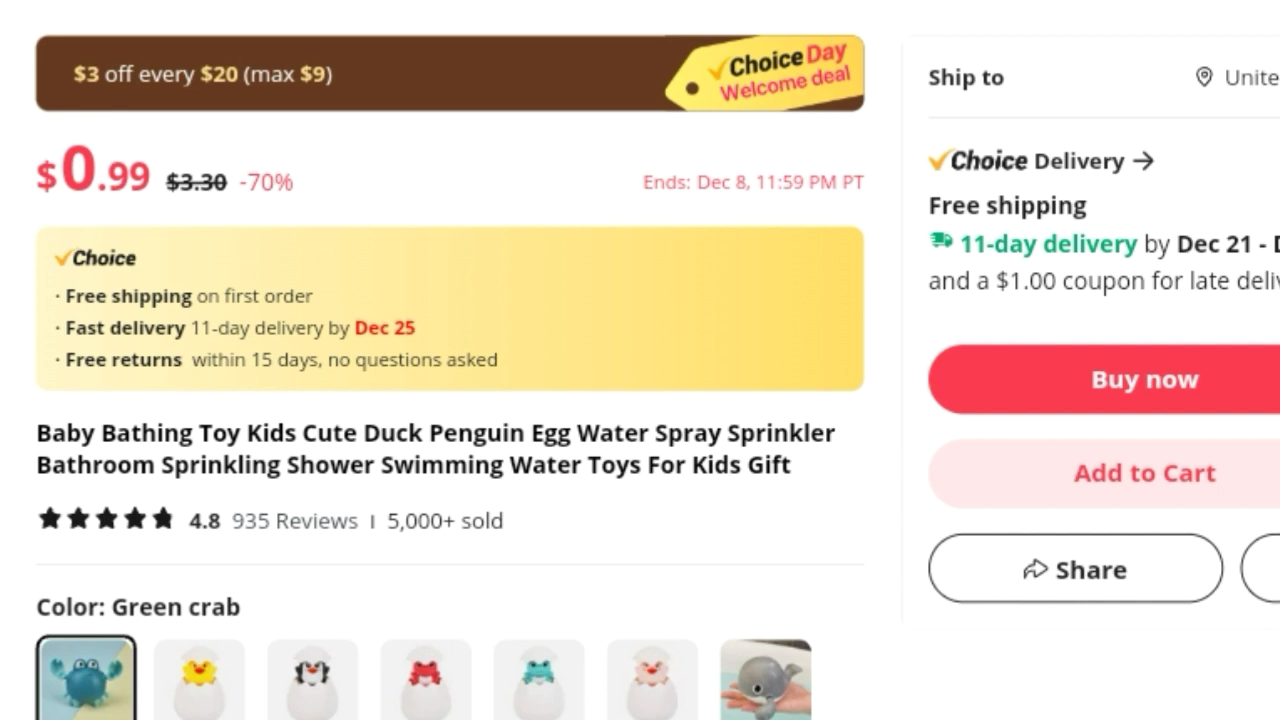 $3 off every $20 (max $9)
Choice Day
Welcome deal
$0.99 $3.30 -70%
Ends: Dec 8, 11:59 PM PT
Choice
· Free shipping on first order
· Fast delivery 11-day delivery by Dec 25
· Free returns within 15 days, no questions asked
Baby Bathing Toy Kids Cute Duck Penguin Egg Water Spray Sprinkler
Bathroom Sprinkling Shower Swimming Water Toys For Kids Gift
4.8 935 Reviews I 5,000+ sold
Color: Green crab
Ship to
Choice Delivery →
Free shipping
11-day delivery by Dec 21 -
and a $1.00 coupon for late
Buy now
Add to Cart
Share